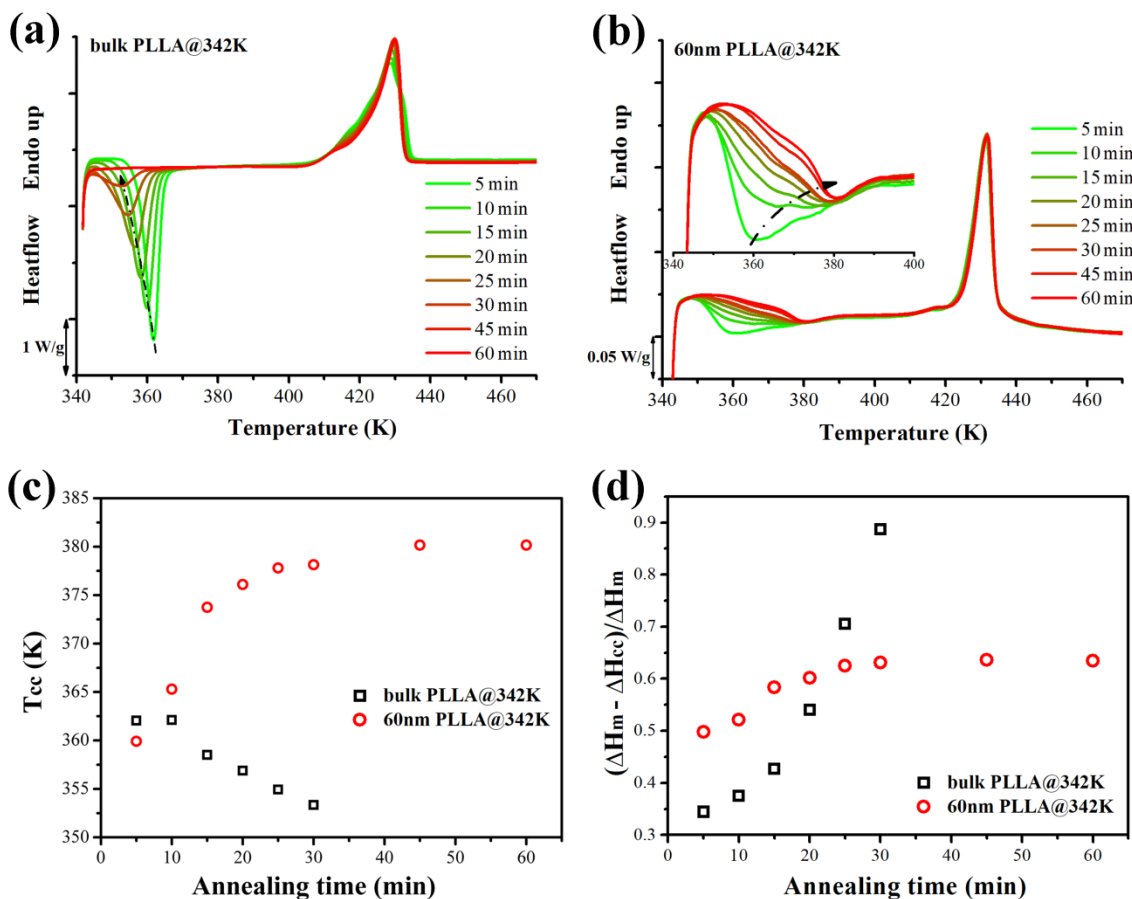 (a)
bulk PLLA@342K
Heatflow Endo up
5 min
10 min
15 min
20 min
25 min
30 min
45 min
60 min
1 W/g
340 360 380 400 420 440 460
Temperature (K)
(b)
60nm PLLA@342K
Heatflow Endo up
5 min
10 min
15 min
20 min
25 min
30 min
45 min
60 min
340 360 380 400
0.05 W/g
340 360 380 400 420 440 460
Temperature (K)
(c)
Tcc (K)
385
380
375
370
365
360
355
350
bulk PLLA@342K
60nm PLLA@342K
0 10 20 30 40 50 60
Annealing time (min)
(d)
(ΔHm - ΔHcc)/ΔHm
0.9
0.8
0.7
0.6
0.5
0.4
0.3
bulk PLLA@342K
60nm PLLA@342K
0 10 20 30 40 50 60
Annealing time (min)